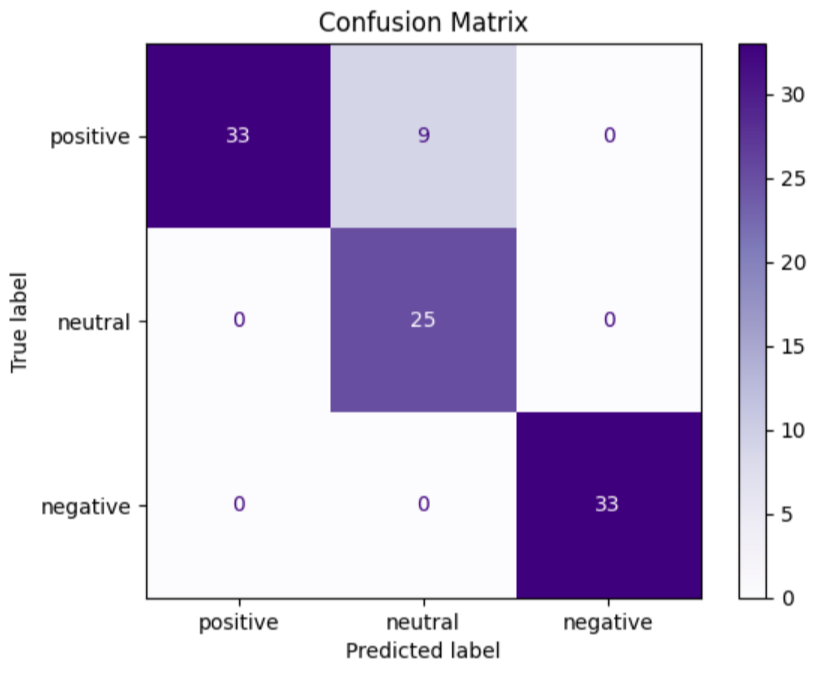 Confusion Matrix
positive 33 9 0
neutral 0 25 0
negative 0 0 33
positive neutral negative
Predicted label
True label
30
25
20
15
10
5
0